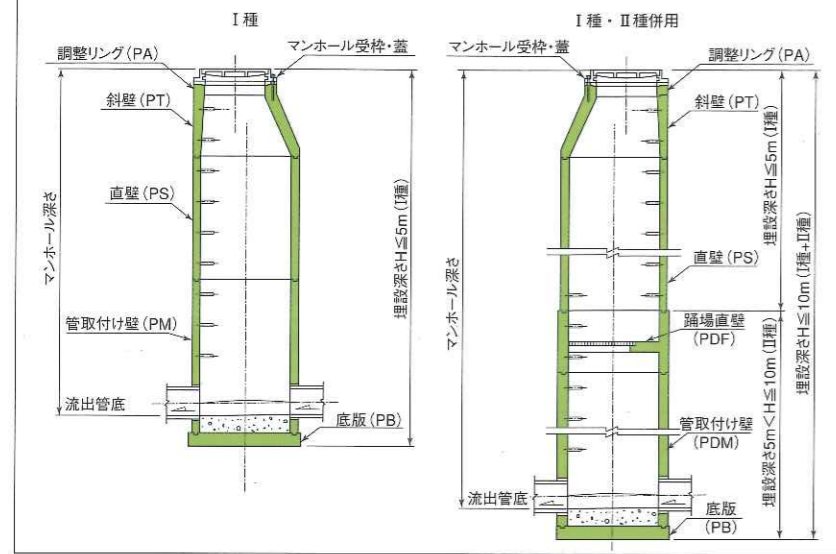 Ⅰ種
調整リング(PA)
マンホール受枠・蓋
斜壁(PT)
直壁(PS)
マンホール深さ
埋設深さH≦5m(Ⅰ種)
管取付け壁(PM)
流出管底
底版(PB)
Ⅰ種・Ⅱ種併用
マンホール受枠・蓋
調整リング(PA)
斜壁(PT)
埋設深さH≦5m(Ⅰ種)
直壁(PS)
マンホール深さ
埋設深さH≦10m(Ⅰ種+Ⅱ種)
踊場直壁
(PDF)
埋設深さ5m<H≦10m(Ⅱ種)
管取付け壁
(PDM)
流出管底
底版
(PB)